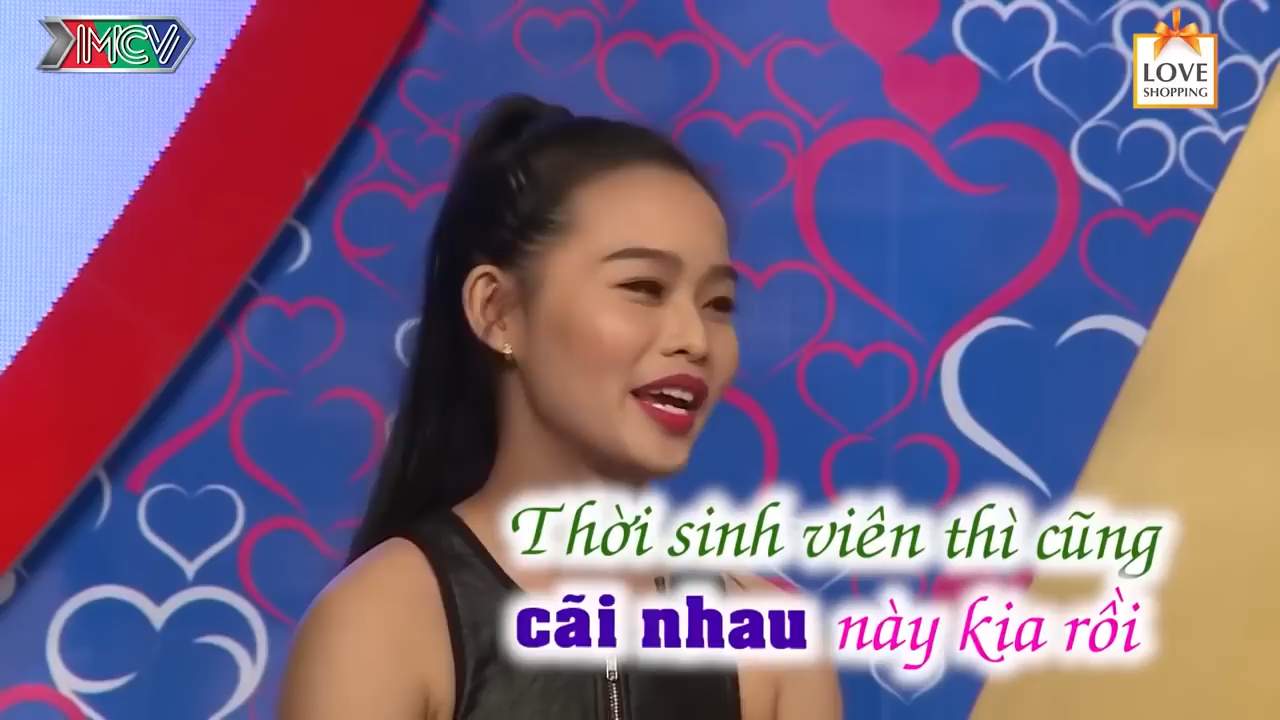 MCV
LOVE
SHOPPING
Thời sinh viên thì cũng
cãi nhau này kia rồi